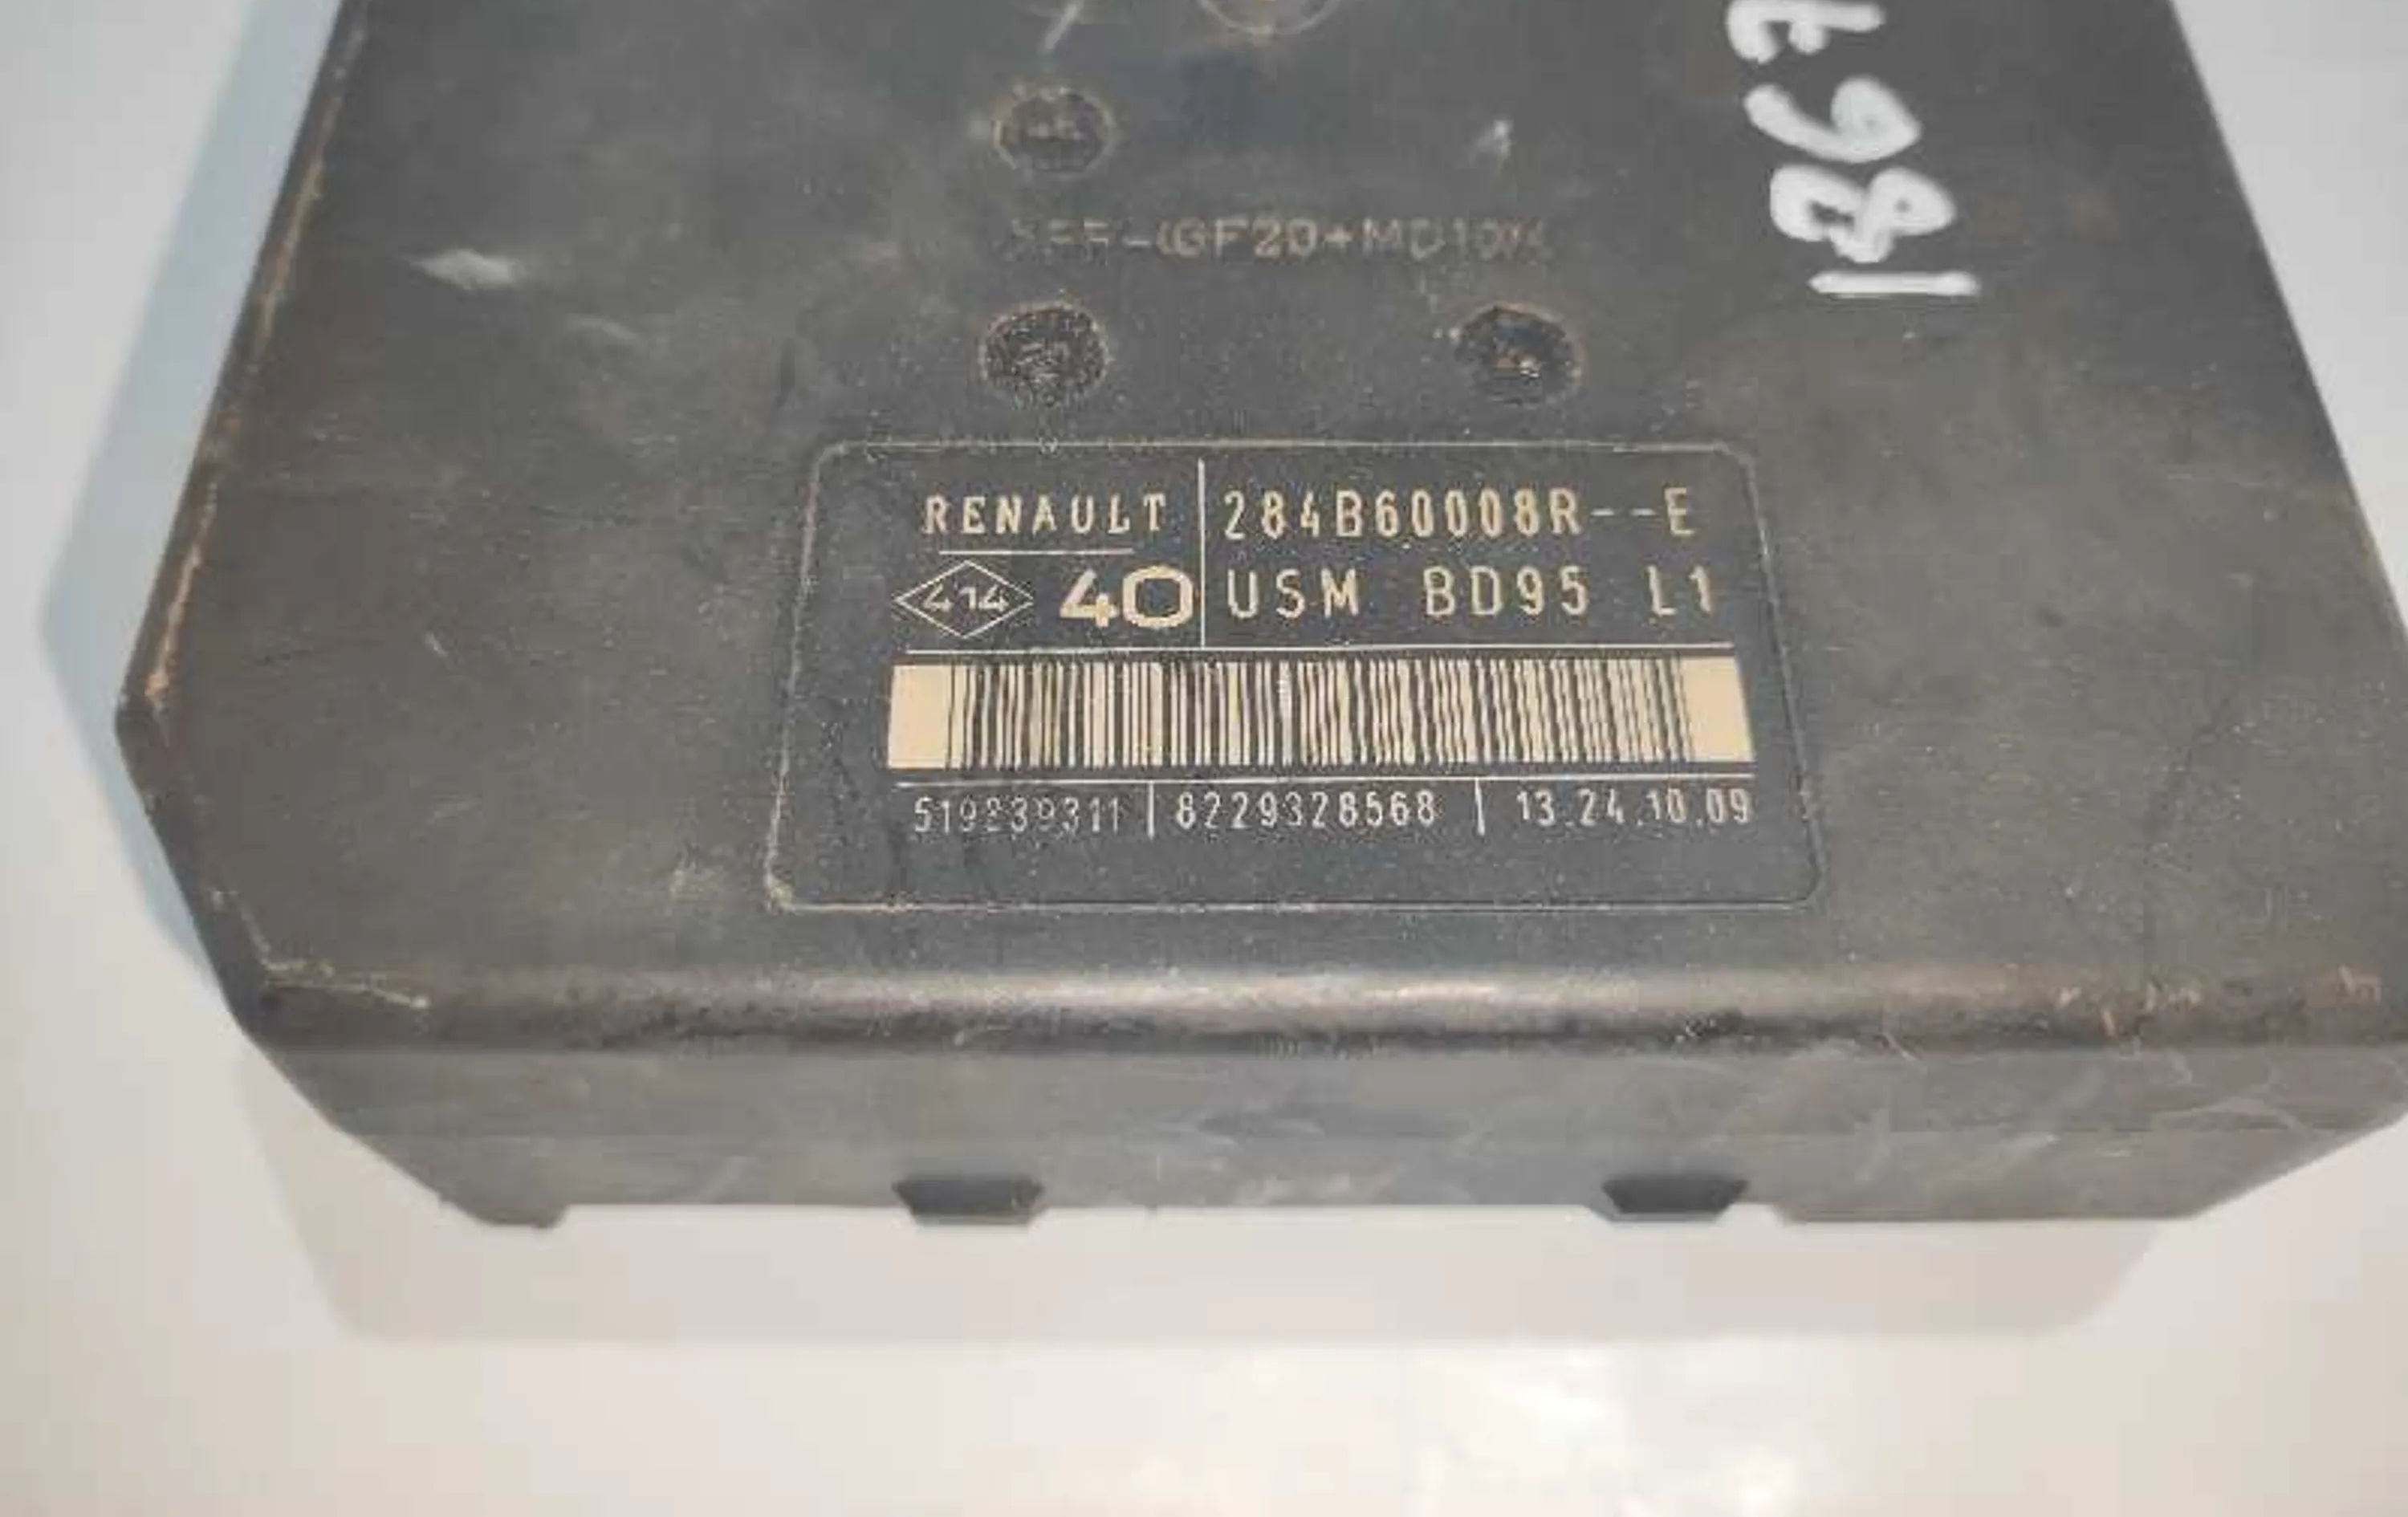 RENAULT
284B60008R--E
414
40
USM BD95 L1
519239311
8229328568
13.24.10.09